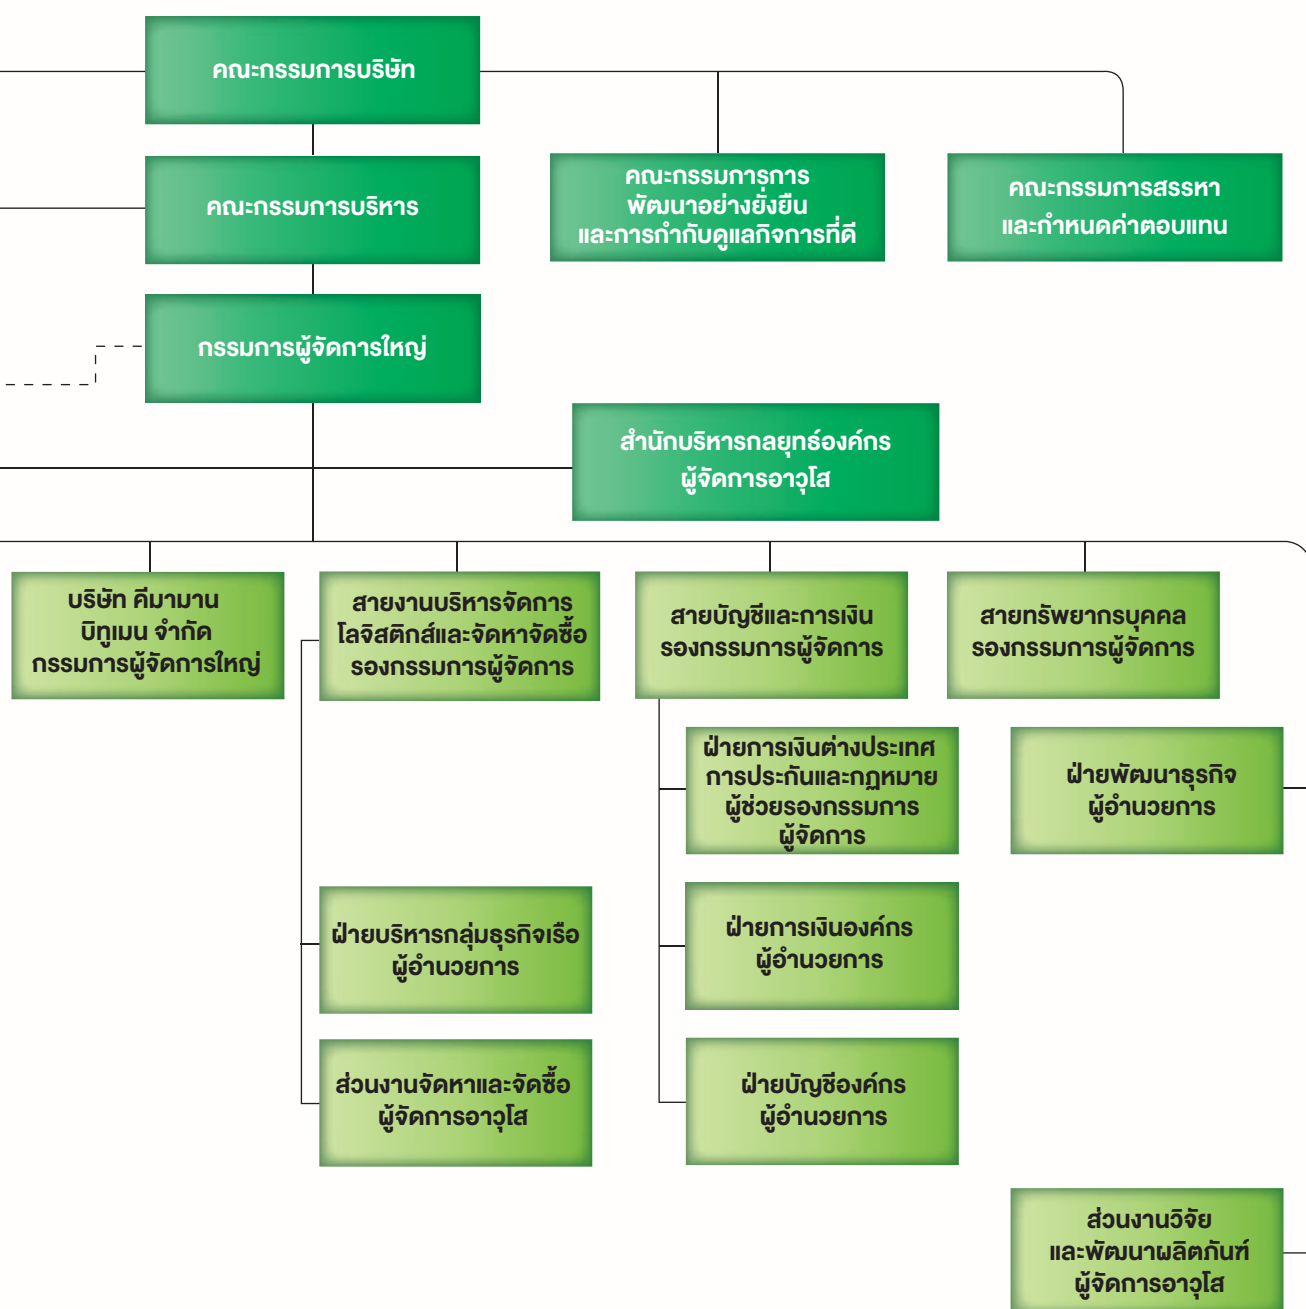 คณะกรรมการบริษัท
คณะกรรมการบริหาร
คณะกรรมการการ
พัฒนาอย่างยั่งยืน
และการกำกับดูแลกิจการที่ดี
คณะกรรมการสรรหา
และกำหนดค่าตอบแทน
กรรมการผู้จัดการใหญ่
สำนักบริหารกลยุทธ์องค์กร
ผู้จัดการอาวุโส
บริษัท คีมามาน
บิทูเมน จำกัด
กรรมการผู้จัดการใหญ่
สายงานบริหารจัดการ
โลจิสติกส์และจัดหาจัดซื้อ
รองกรรมการผู้จัดการ
สายบัญชีและการเงิน
รองกรรมการผู้จัดการ
สายทรัพยากรบุคคล
รองกรรมการผู้จัดการ
ฝ่ายการเงินต่างประเทศ
การประกันและกฎหมาย
ผู้ช่วยรองกรรมการ
ผู้จัดการ
ฝ่ายพัฒนาธุรกิจ
ผู้อำนวยการ
ฝ่ายบริหารกลุ่มธุรกิจเรือ
ผู้อำนวยการ
ฝ่ายการเงินองค์กร
ผู้อำนวยการ
ส่วนงานจัดหาและจัดซื้อ
ผู้จัดการอาวุโส
ฝ่ายบัญชีองค์กร
ผู้อำนวยการ
ส่วนงานวิจัย
และพัฒนาผลิตภัณฑ์
ผู้จัดการอาวุโส